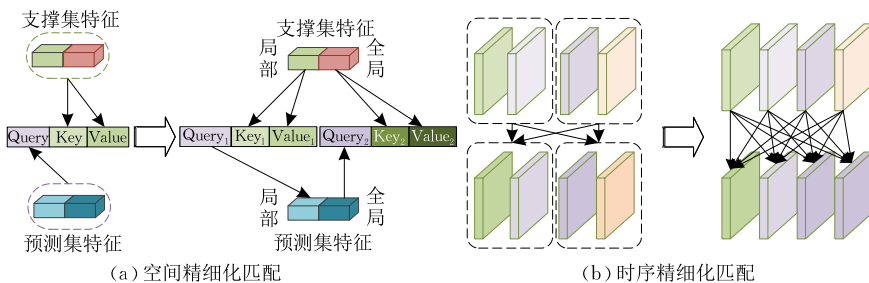 支撑集特征
Query Key Value
预测集特征
支撑集特征
局部 全局
Query₁ Key₁ Value₁ Query₂ Key₂ Value₂
局部 全局
预测集特征
(a)空间精细化匹配
(b)时序精细化匹配